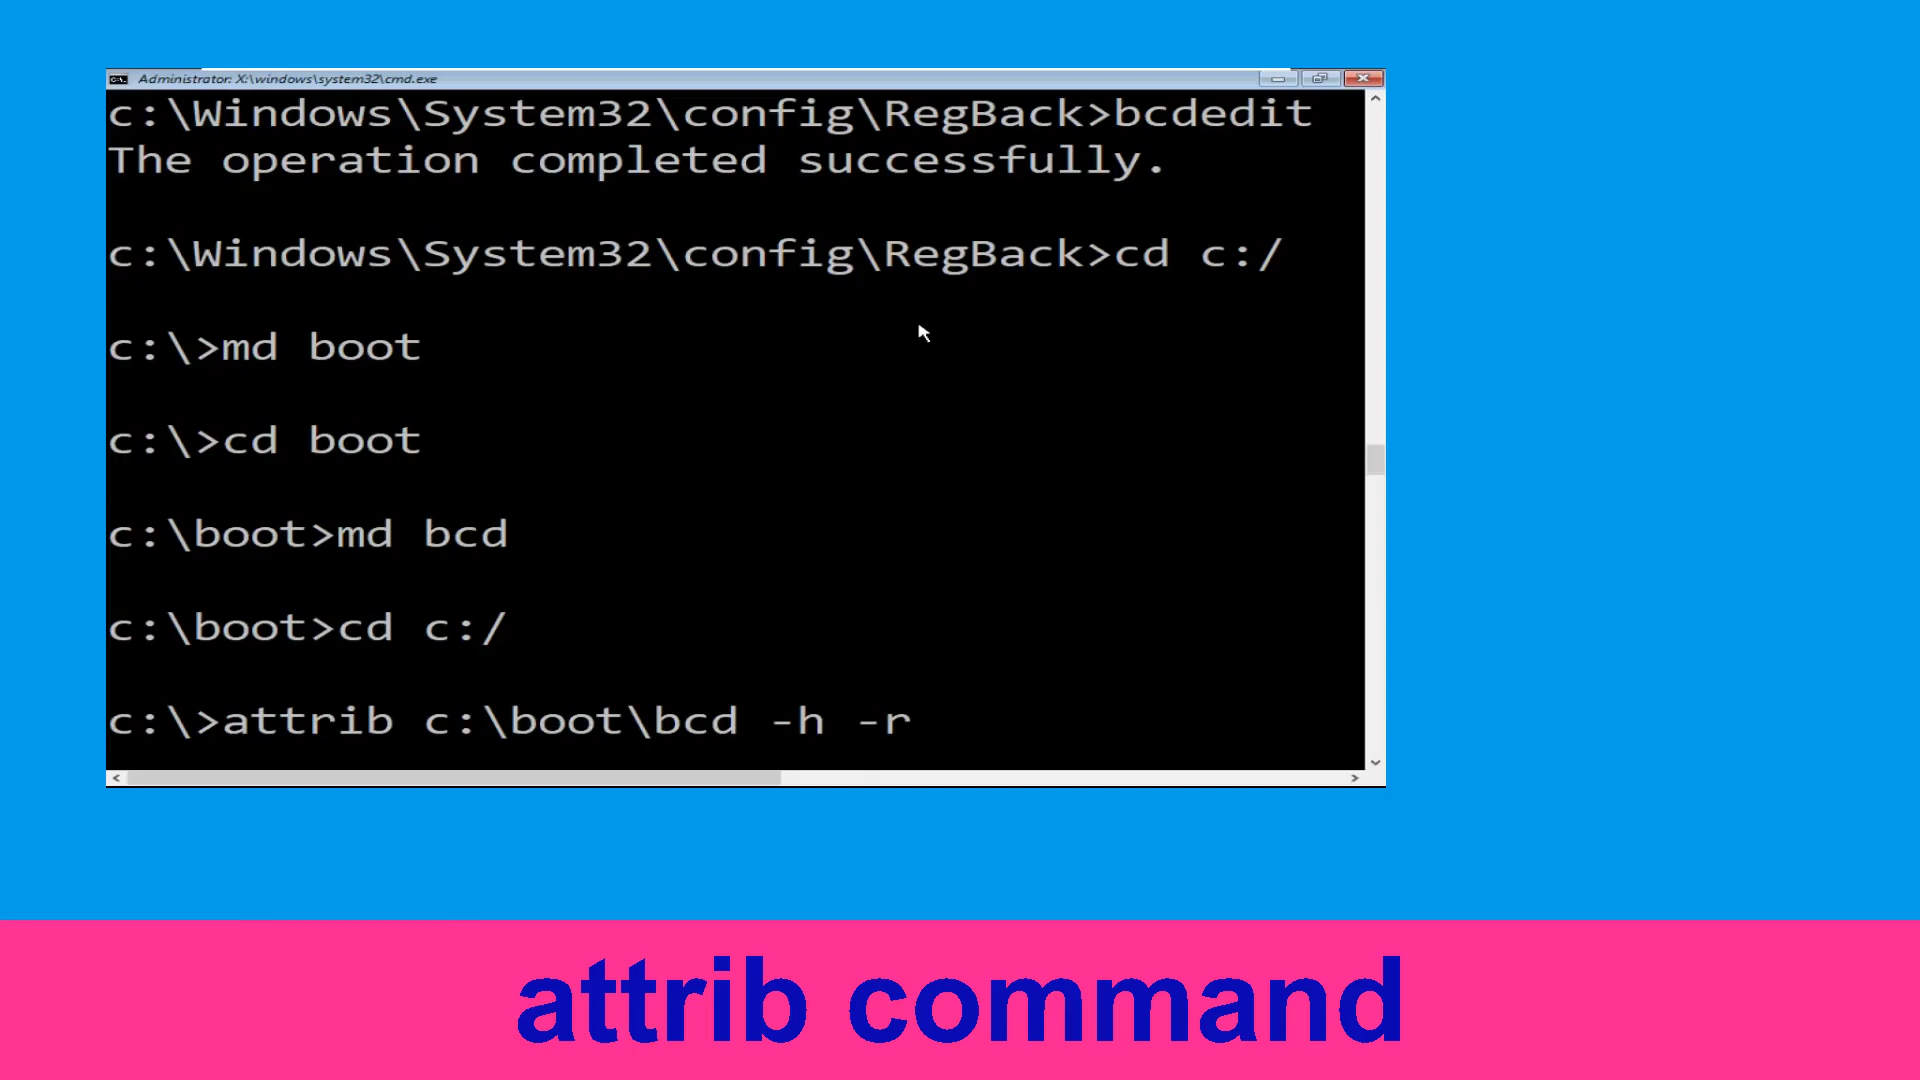 Administrator: X:\windows\system32\cmd.exe
c:\Windows\System32\config\RegBack>bcdedit
The operation completed successfully.
c:\Windows\System32\config\RegBack>cd c:/
c:\>md boot
c:\>cd boot
c:\boot>md bcd
c:\boot>cd c:/
c:\>attrib c:\boot\bcd -h -r
attrib command